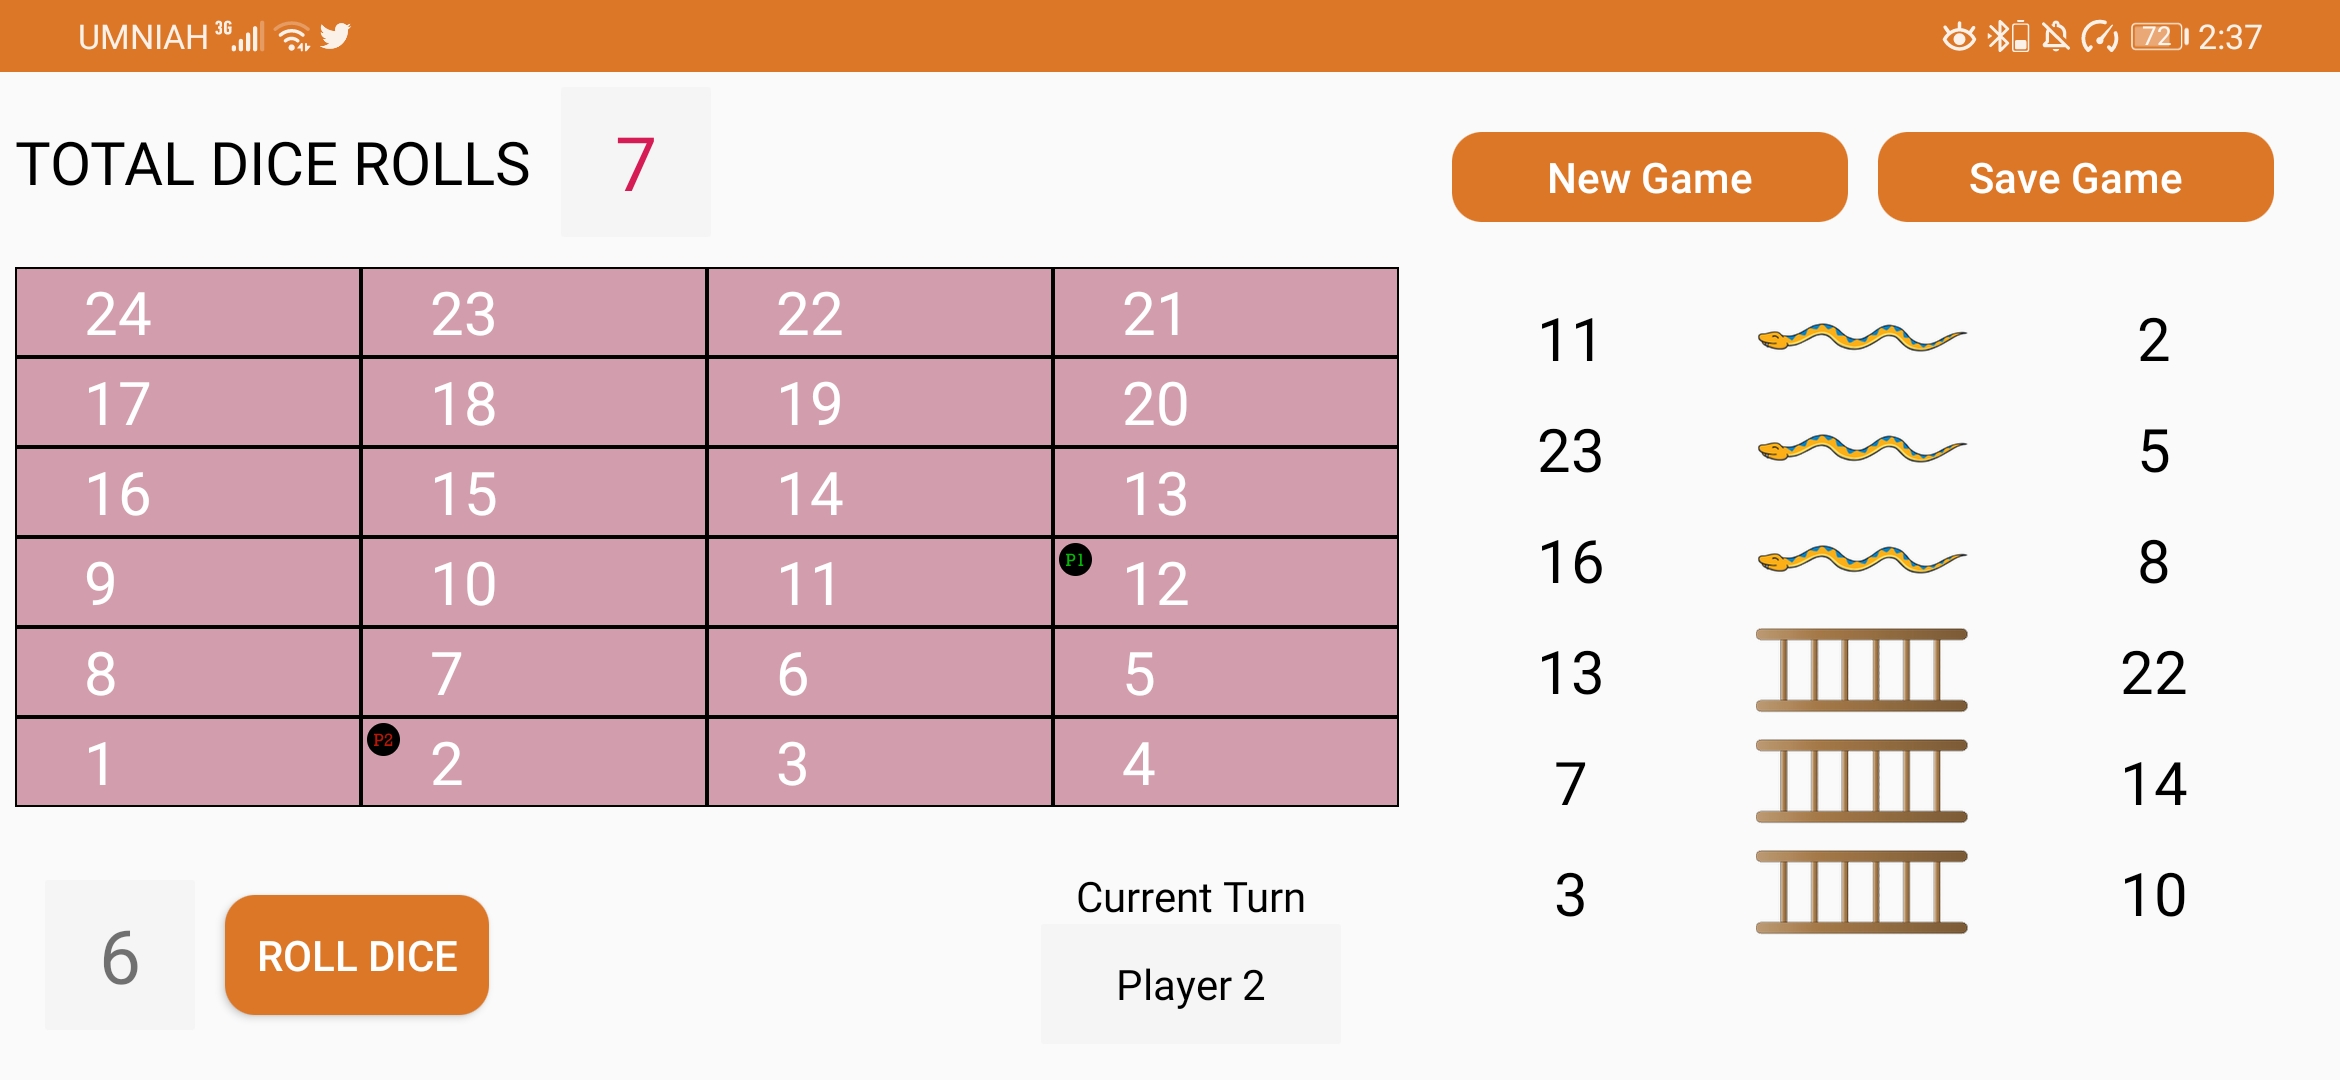 UMNIAH 3G 72 2:37
TOTAL DICE ROLLS 7
New Game Save Game
24 23 22 21
17 18 19 20
16 15 14 13
9 10 11 P1 12
8 7 6 5
1 P2 2 3 4
11 2
23 5
16 8
13 22
7 14
3 10
6 ROLL DICE
Current Turn
Player 2